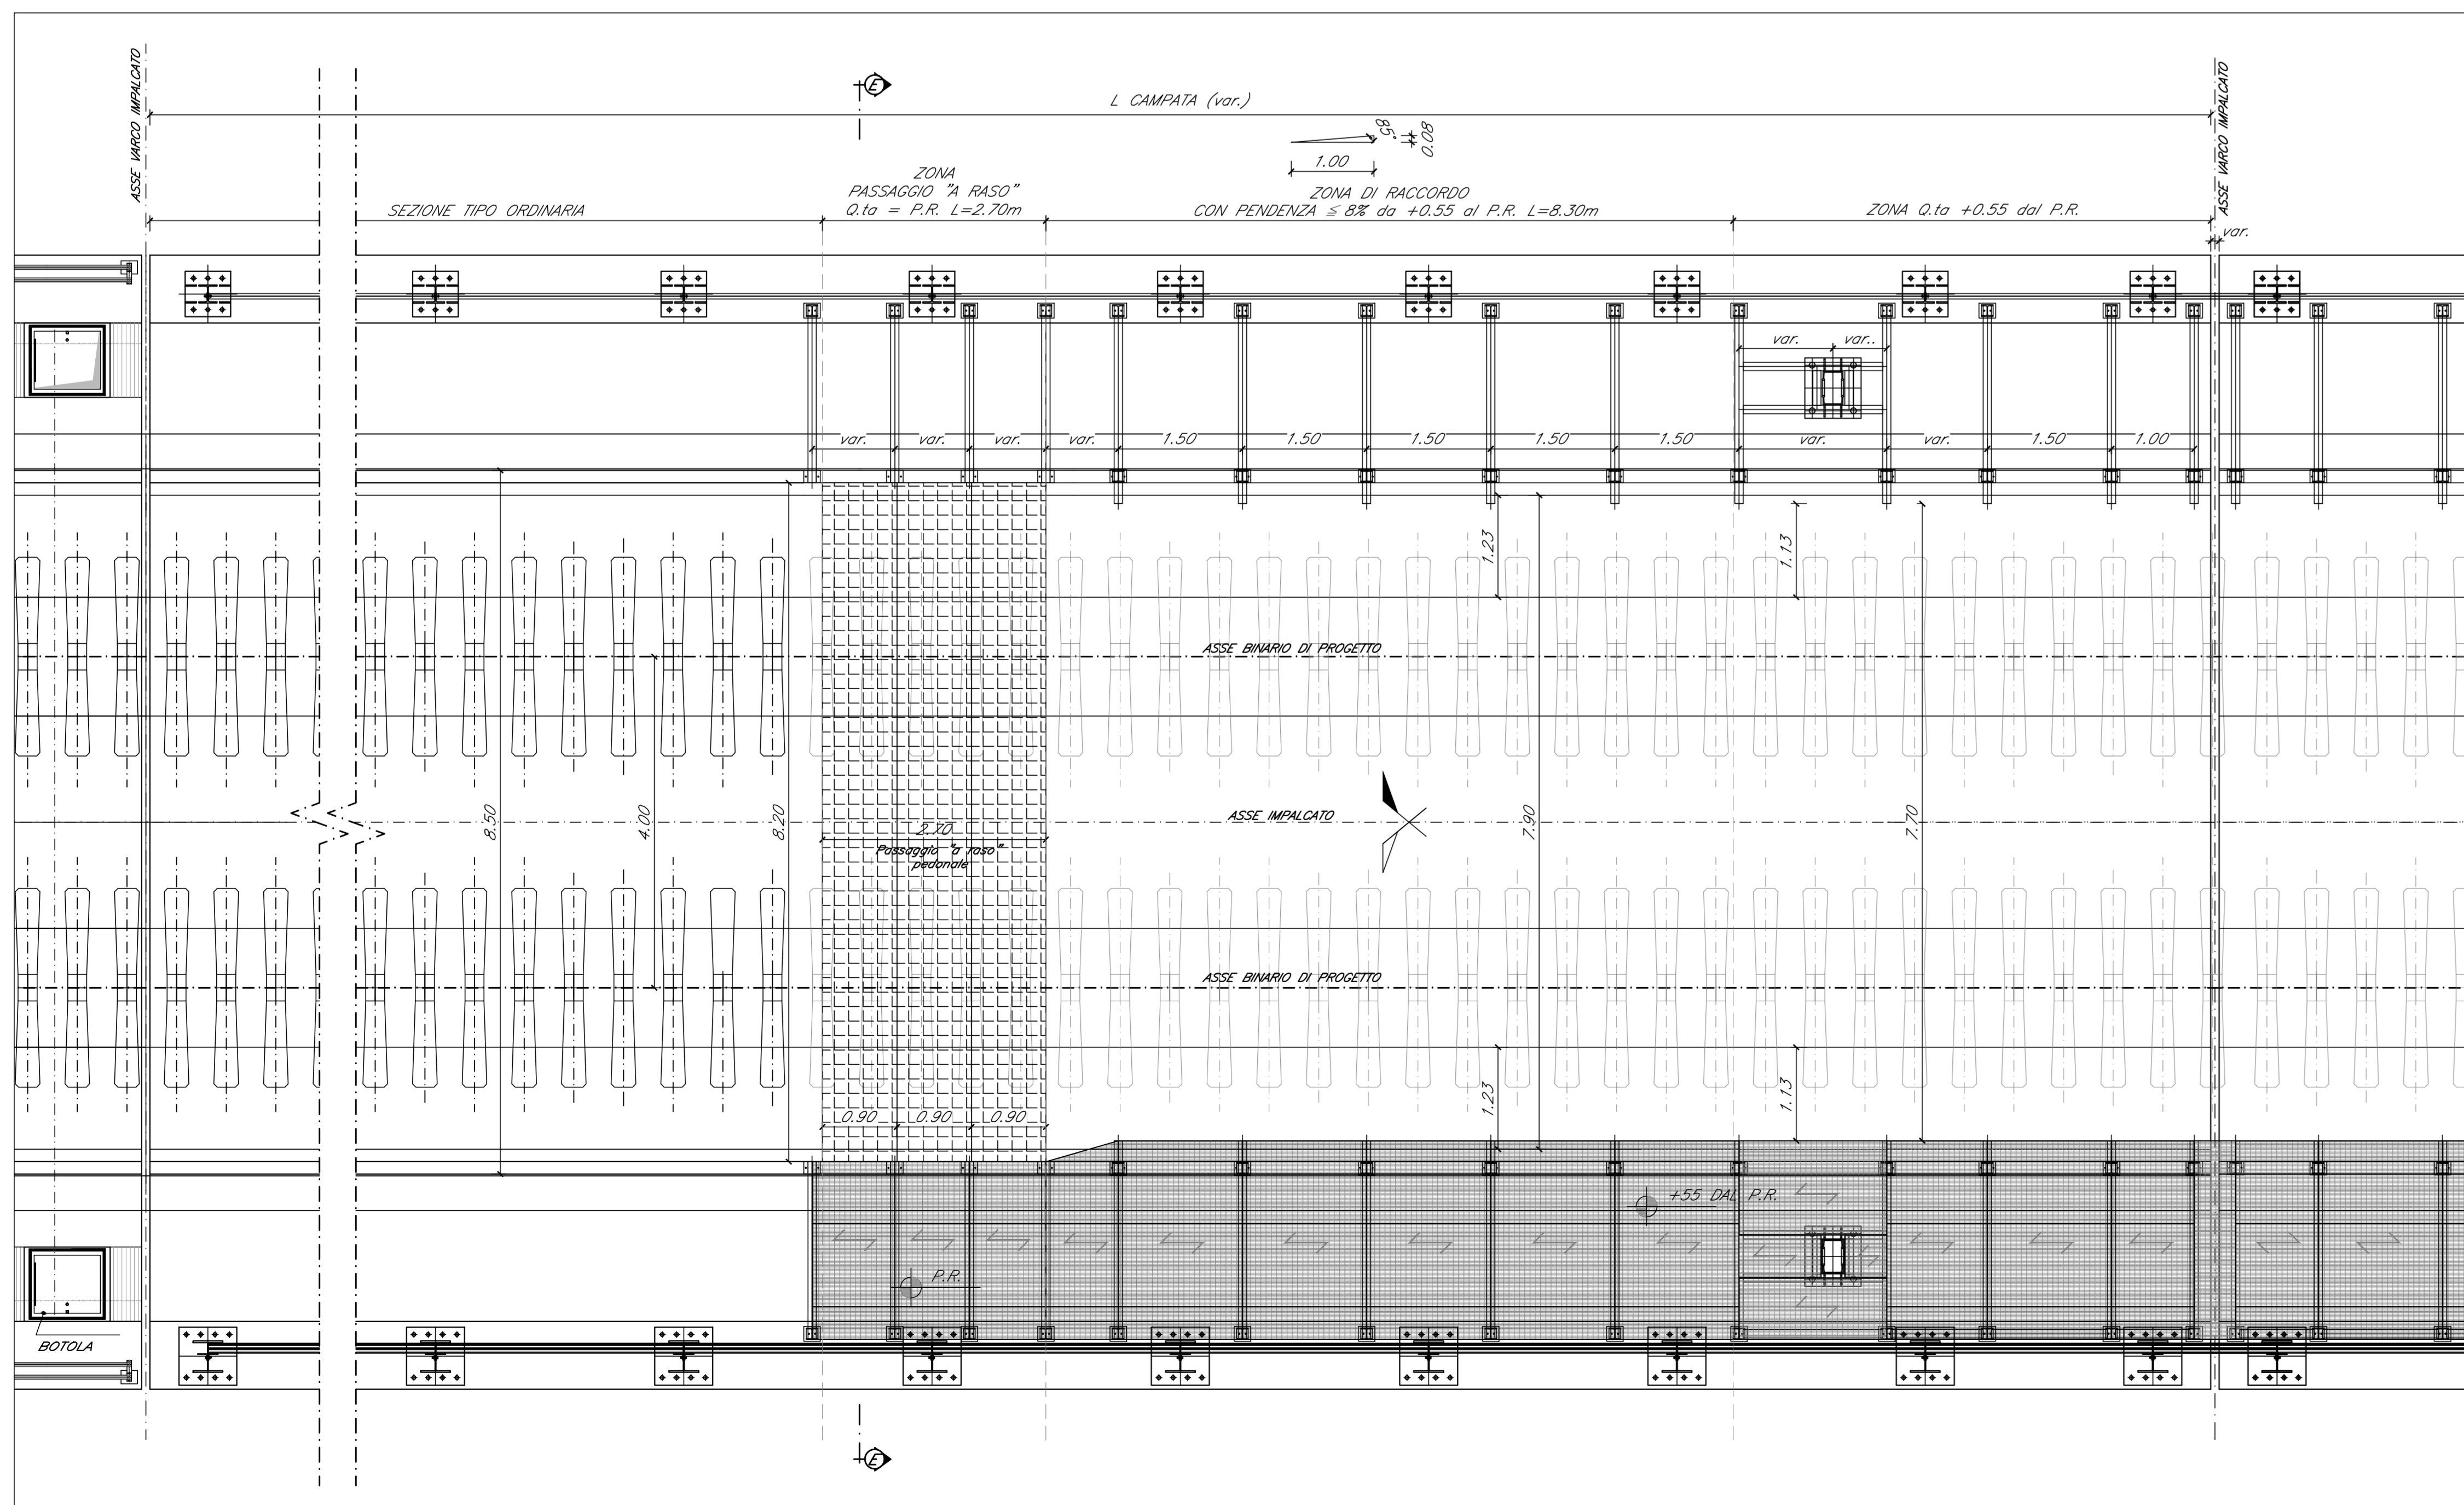 ASSE VARCO IMPALCATO
ASSE VARCO IMPALCATO
E
L CAMPATA (var.)
85°
0.08
1.00
SEZIONE TIPO ORDINARIA
ZONA
PASSAGGIO "A RASO"
Q.ta = P.R. L=2.70m
ZONA DI RACCORDO
CON PENDENZA ≤ 8% da +0.55 al P.R. L=8.30m
ZONA Q.ta +0.55 dal P.R.
var.
var.
var..
var.
var.
var.
var.
1.50
1.50
1.50
1.50
1.50
var.
var.
1.50
1.00
1.23
1.13
ASSE BINARIO DI PROGETTO
8.50
4.00
8.20
2.70
Passaggio "a raso"
pedonale
ASSE IMPALCATO
7.90
7.70
ASSE BINARIO DI PROGETTO
0.90
0.90
0.90
1.23
1.13
+55 DAL P.R.
P.R.
BOTOLA
E